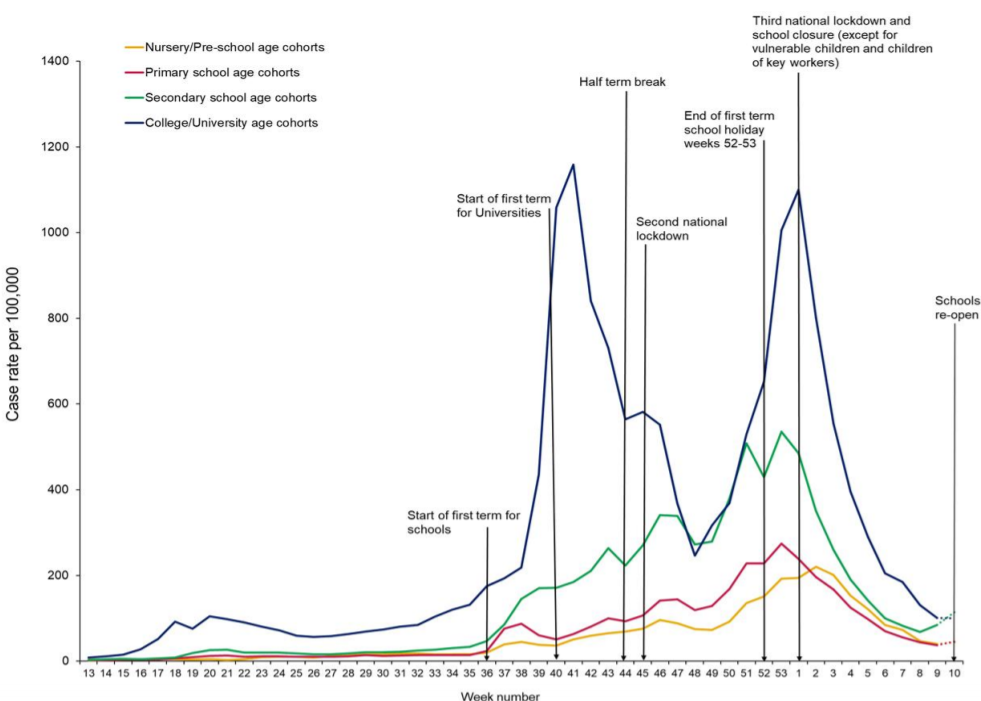 Third national lockdown and
school closure (except for
vulnerable children and children
of key workers)
Nursery/Pre-school age cohorts
Primary school age cohorts
Secondary school age cohorts
College/University age cohorts
Half term break
End of first term
school holiday
weeks 52-53
Start of first term
for Universities
Second national
lockdown
Schools
re-open
Start of first term for
schools
Case rate per 100,000
1400
1200
1000
800
600
400
200
0
13 14 15 16 17 18 19 20 21 22 23 24 25 26 27 28 29 30 31 32 33 34 35 36 37 38 39 40 41 42 43 44 45 46 47 48 49 50 51 52 53 1 2 3 4 5 6 7 8 9 10
Week number